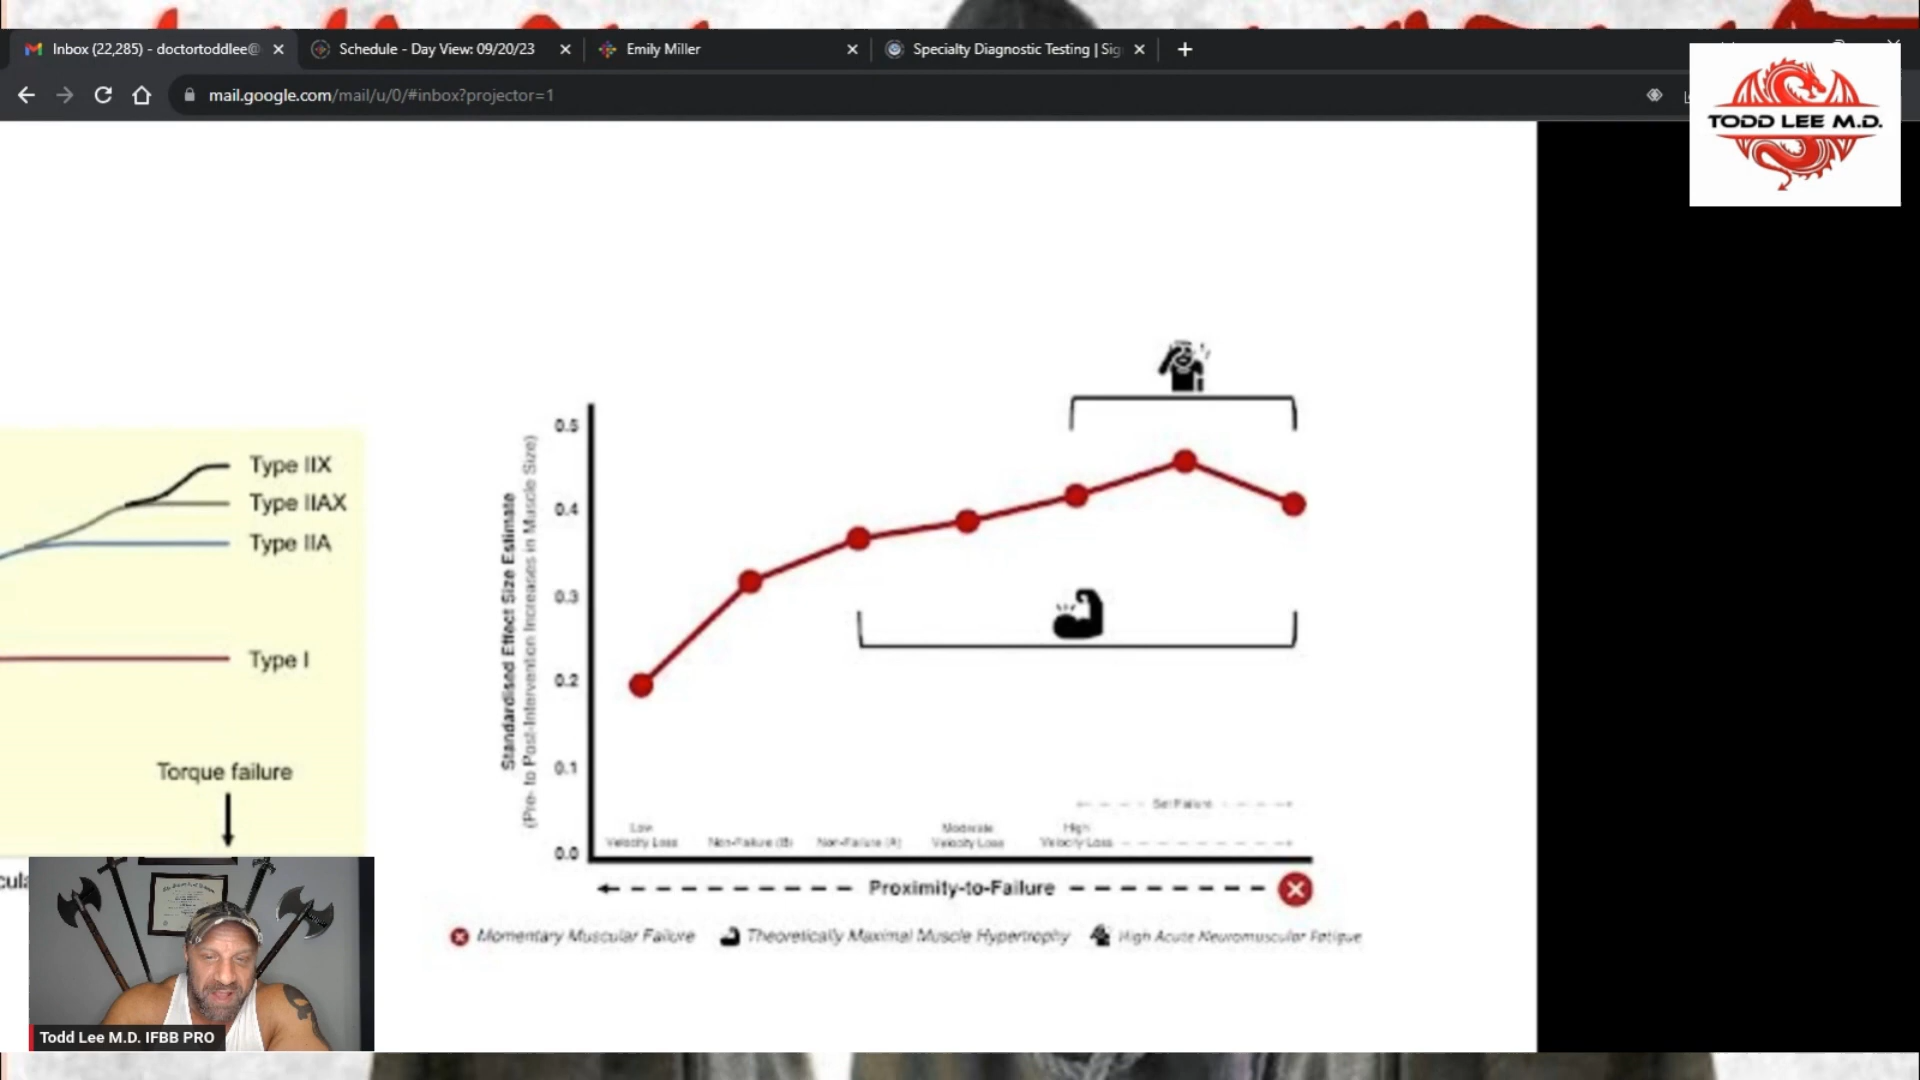 Inbox (22,285) - doctortoddlee@
Schedule - Day View: 09/20/23
Emily Miller
Specialty Diagnostic Testing | Sig
mail.google.com/mail/u/0/#inbox?projector=1
TODD LEE M.D.
Type IIX
Type IIAX
Type IIA
Type I
Torque failure
Standardised Effect Size Estimate
(Pre- to Post-Intervention Increases in Muscle Size)
0.5
0.4
0.3
0.2
0.1
0.0
Set Failure
Low
Velocity Loss
Non-Failure (B)
Non-Failure (A)
Moderate
Velocity Loss
High
Velocity Loss
Proximity-to-Failure
Momentary Muscular Failure
Theoretically Maximal Muscle Hypertrophy
High Acute Neuromuscular Fatigue
Todd Lee M.D. IFBB PRO